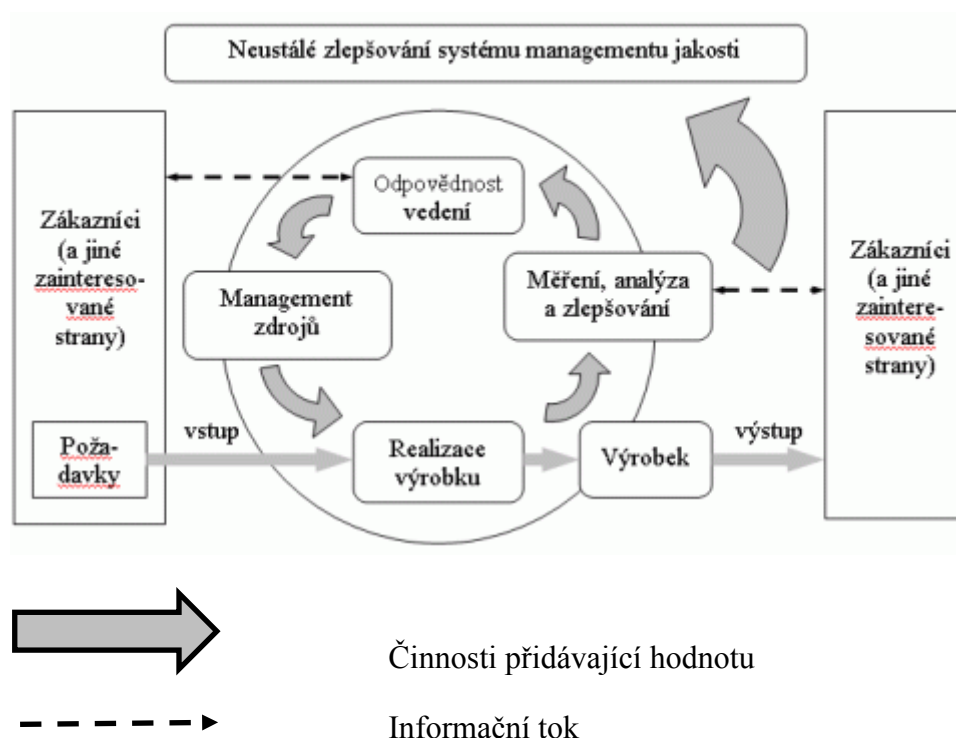 Neustálé zlepšování systému managementu jakosti
Zákazníci
(a jiné
zaintereso-
vané
strany)
Poža-
davky
vstup
Odpovědnost
vedení
Management
zdrojů
Měření, analýza
a zlepšování
Realizace
výrobku
Výrobek
výstup
Zákazníci
(a jiné
zaintere-
sované
strany)
Činnosti přidávající hodnotu
Informační tok